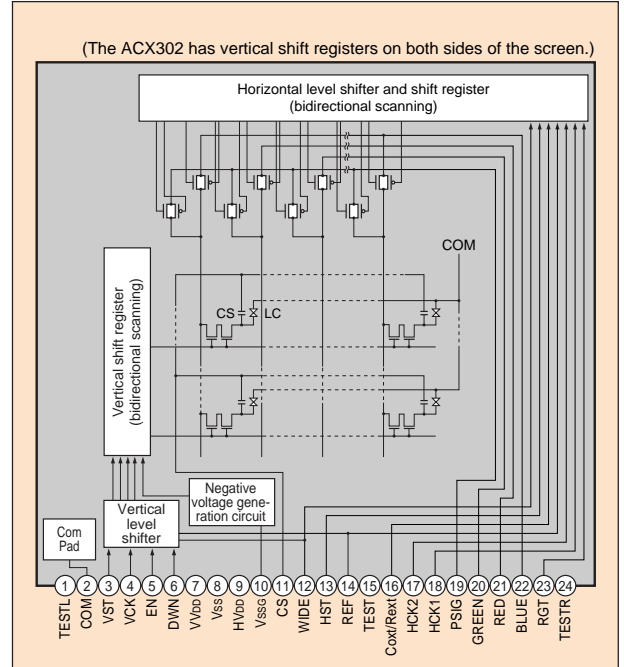 (The ACX302 has vertical shift registers on both sides of the screen.)
Horizontal level shifter and shift register
(bidirectional scanning)
COM
CS
LC
Vertical shift register
(bidirectional scanning)
Negative
voltage gene-
ration circuit
Vertical
level
shifter
Com
Pad
1 2 3 4 5 6 7 8 9 10 11 12 13 14 15 16 17 18 19 20 21 22 23 24
TESTL
COM
VST
VCK
EN
DWN
VVDD
VSS
HVDD
VSSG
CS
WIDE
HST
REF
TEST
Coxt/Rext
HCK2
HCK1
PSIG
GREEN
RED
BLUE
RGT
TESTR